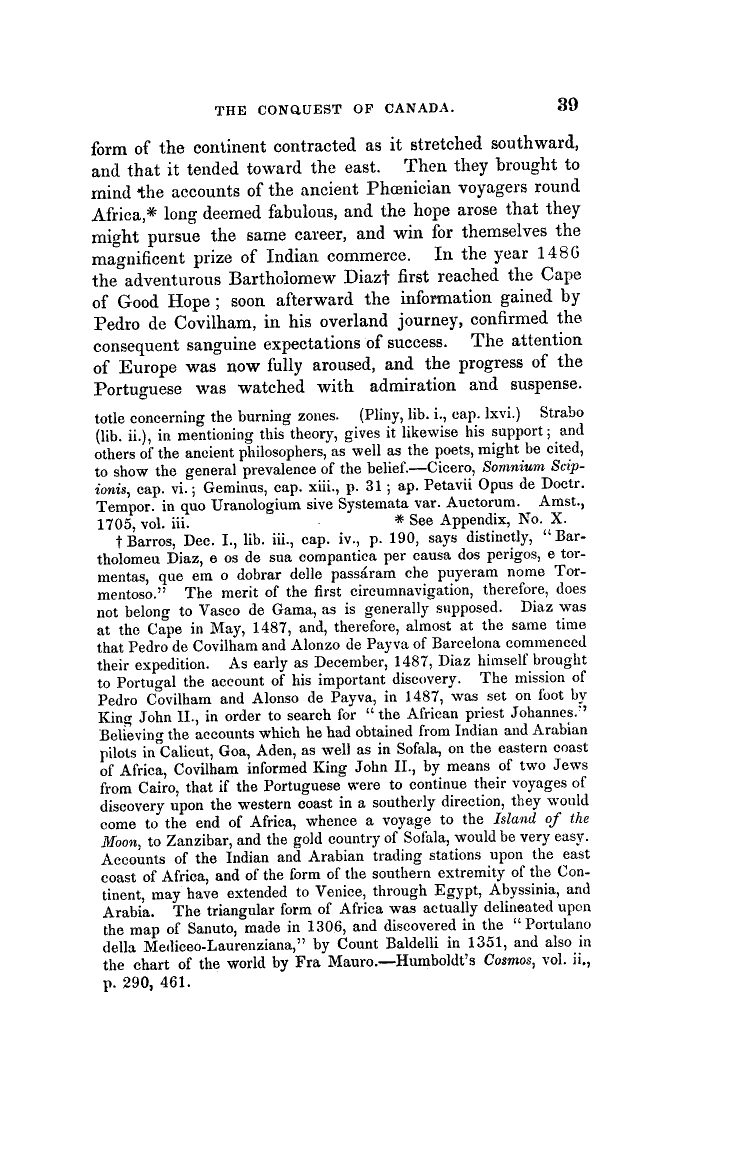 THE CONQUEST OF CANADA. 39
form of the continent contracted as it stretched southward,
and that it tended toward the east. Then they brought to
mind the accounts of the ancient Phœnician voyagers round
Africa,* long deemed fabulous, and the hope arose that they
might pursue the same career, and win for themselves the
magnificent prize of Indian commerce. In the year 1486
the adventurous Bartholomew Diaz† first reached the Cape
of Good Hope; soon afterward the information gained by
Pedro de Covilham, in his overland journey, confirmed the
consequent sanguine expectations of success. The attention
of Europe was now fully aroused, and the progress of the
Portuguese was watched with admiration and suspense.
totle concerning the burning zones. (Pliny, lib. i., cap. lxvi.) Strabo
(lib. ii.), in mentioning this theory, gives it likewise his support; and
others of the ancient philosophers, as well as the poets, might be cited,
to show the general prevalence of the belief.—Cicero, Somnium Scip-
ionis, cap. vi.; Geminus, cap. xiii., p. 31; ap. Petavii Opus de Doctr.
Tempor. in quo Uranologium sive Systemata var. Auctorum. Amst.,
1705, vol. iii. * See Appendix, No. X.
† Barros, Dec. I., lib. iii., cap. iv., p. 190, says distinctly, "Bar-
tholomeu Diaz, e os de sua compantica per causa dos perigos, e tor-
mentas, que em o dobrar delle passáram che puyeram nome Tor-
mentoso." The merit of the first circumnavigation, therefore, does
not belong to Vasco de Gama, as is generally supposed. Diaz was
at the Cape in May, 1487, and, therefore, almost at the same time
that Pedro de Covilham and Alonzo de Payva of Barcelona commenced
their expedition. As early as December, 1487, Diaz himself brought
to Portugal the account of his important discovery. The mission of
Pedro Covilham and Alonso de Payva, in 1487, was set on foot by
King John II., in order to search for "the African priest Johannes."
Believing the accounts which he had obtained from Indian and Arabian
pilots in Calicut, Goa, Aden, as well as in Sofala, on the eastern coast
of Africa, Covilham informed King John II., by means of two Jews
from Cairo, that if the Portuguese were to continue their voyages of
discovery upon the western coast in a southerly direction, they would
come to the end of Africa, whence a voyage to the Island of the
Moon, to Zanzibar, and the gold country of Sofala, would be very easy.
Accounts of the Indian and Arabian trading stations upon the east
coast of Africa, and of the form of the southern extremity of the Con-
tinent, may have extended to Venice, through Egypt, Abyssinia, and
Arabia. The triangular form of Africa was actually delineated upon
the map of Sanuto, made in 1306, and discovered in the "Portulano
della Mediceo-Laurenziana," by Count Baldelli in 1351, and also in
the chart of the world by Fra Mauro.—Humboldt's Cosmos, vol. ii.,
p. 290, 461.